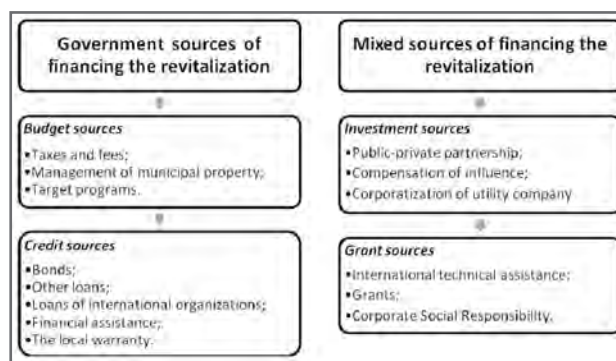 Government sources of
financing the revitalization
Budget sources
•Taxes and fees;
•Management of municipal property;
•Target programs.
Credit sources
•Bonds;
•Other loans;
•Loans of international organizations;
•Financial assistance;
•The local warranty.
Mixed sources of financing the
revitalization
Investment sources
•Public-private partnership;
•Compensation of influence;
•Corporatization of utility company
Grant sources
•International technical assistance;
•Grants;
•Corporate Social Responsibility.